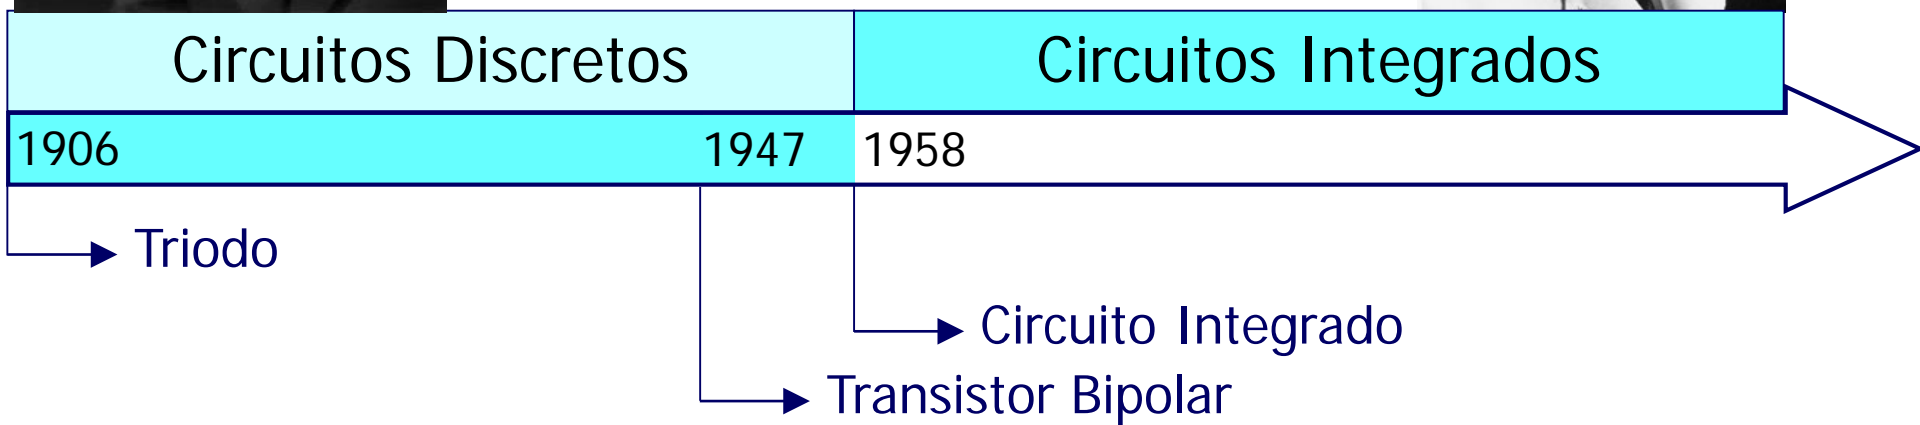 Circuitos Discretos
Circuitos Integrados
1906
1947
1958
Triodo
Circuito Integrado
Transistor Bipolar